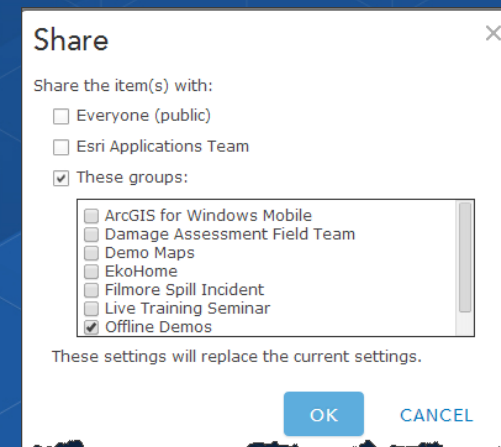 Share
Share the item(s) with:
Everyone (public)
Esri Applications Team
These groups:
ArcGIS for Windows Mobile
Damage Assessment Field Team
Demo Maps
EkoHome
Filmore Spill Incident
Live Training Seminar
Offline Demos
These settings will replace the current settings.
OK CANCEL